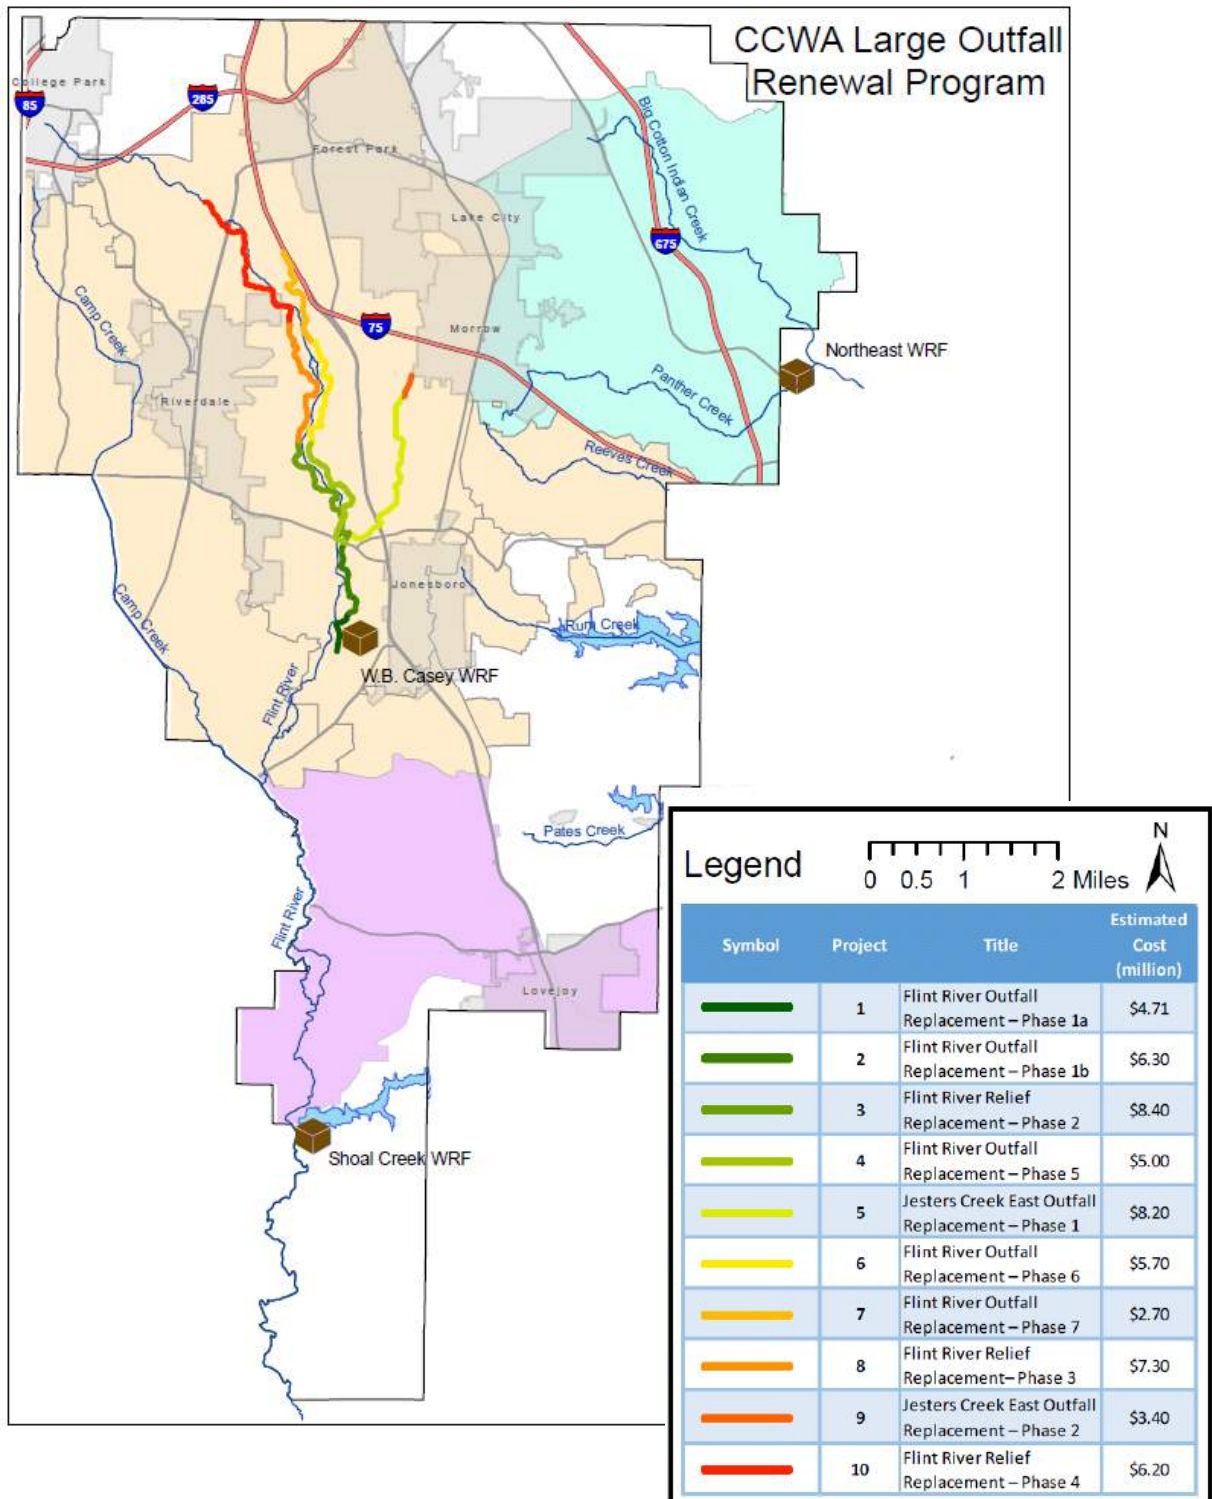 CCWA Large Outfall
Renewal Program
College Park
85
285
Forest Park
Big Cotton Indian Creek
Lake City
675
Camp Creek
75
Morrow
Northeast WRF
Riverdale
Panther Creek
Reeves Creek
Jonesboro
Camp Creek
Rum Creek
W.B. Casey WRF
Flint River
Pates Creek
Flint River
Lovejoy
Shoal Creek WRF
Legend
0 0.5 1 2 Miles
N
Symbol Project Title Estimated Cost (million)
1 Flint River Outfall
Replacement – Phase 1a $4.71
2 Flint River Outfall
Replacement – Phase 1b $6.30
3 Flint River Relief
Replacement – Phase 2 $8.40
4 Flint River Outfall
Replacement – Phase 5 $5.00
5 Jesters Creek East Outfall
Replacement – Phase 1 $8.20
6 Flint River Outfall
Replacement – Phase 6 $5.70
7 Flint River Outfall
Replacement – Phase 7 $2.70
8 Flint River Relief
Replacement– Phase 3 $7.30
9 Jesters Creek East Outfall
Replacement – Phase 2 $3.40
10 Flint River Relief
Replacement – Phase 4 $6.20